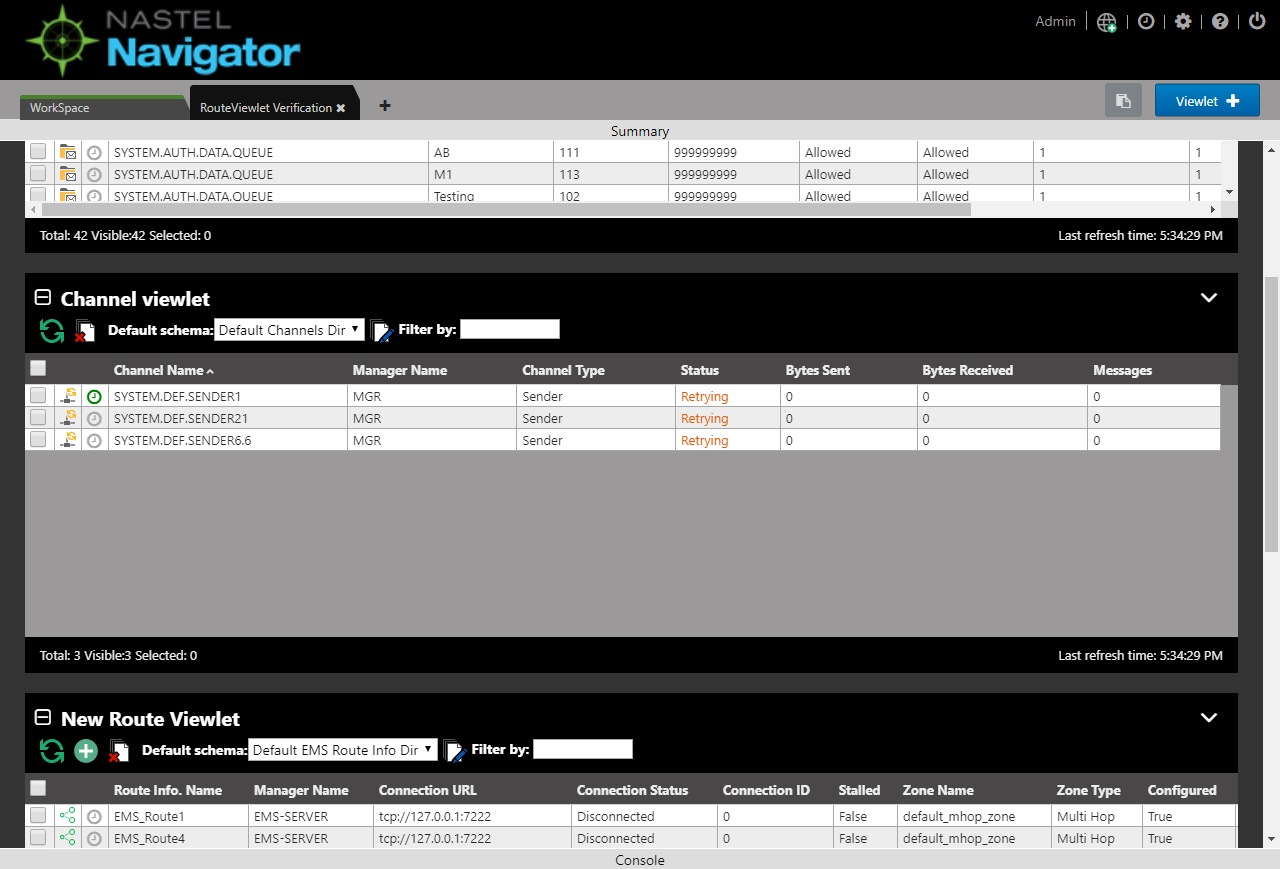 NASTEL
Navigator
Admin
WorkSpace
RouteViewlet Verification
Viewlet
Summary
SYSTEM.AUTH.DATA.QUEUE AB 111 999999999 Allowed Allowed 1 1
SYSTEM.AUTH.DATA.QUEUE M1 113 999999999 Allowed Allowed 1 1
SYSTEM.AUTH.DATA.QUEUE Testing 102 999999999 Allowed Allowed 1 1
Total: 42 Visible:42 Selected: 0 Last refresh time: 5:34:29 PM
Channel viewlet
Default schema: Default Channels Dir Filter by:
Channel Name Manager Name Channel Type Status Bytes Sent Bytes Received Messages
SYSTEM.DEF.SENDER1 MGR Sender Retrying 0 0 0
SYSTEM.DEF.SENDER21 MGR Sender Retrying 0 0 0
SYSTEM.DEF.SENDER6.6 MGR Sender Retrying 0 0 0
Total: 3 Visible:3 Selected: 0 Last refresh time: 5:34:29 PM
New Route Viewlet
Default schema: Default EMS Route Info Dir Filter by:
Route Info. Name Manager Name Connection URL Connection Status Connection ID Stalled Zone Name Zone Type Configured
EMS_Route1 EMS-SERVER tcp://127.0.0.1:7222 Disconnected 0 False default_mhop_zone Multi Hop True
EMS_Route4 EMS-SERVER tcp://127.0.0.1:7222 Disconnected 0 False default_mhop_zone Multi Hop True
Console